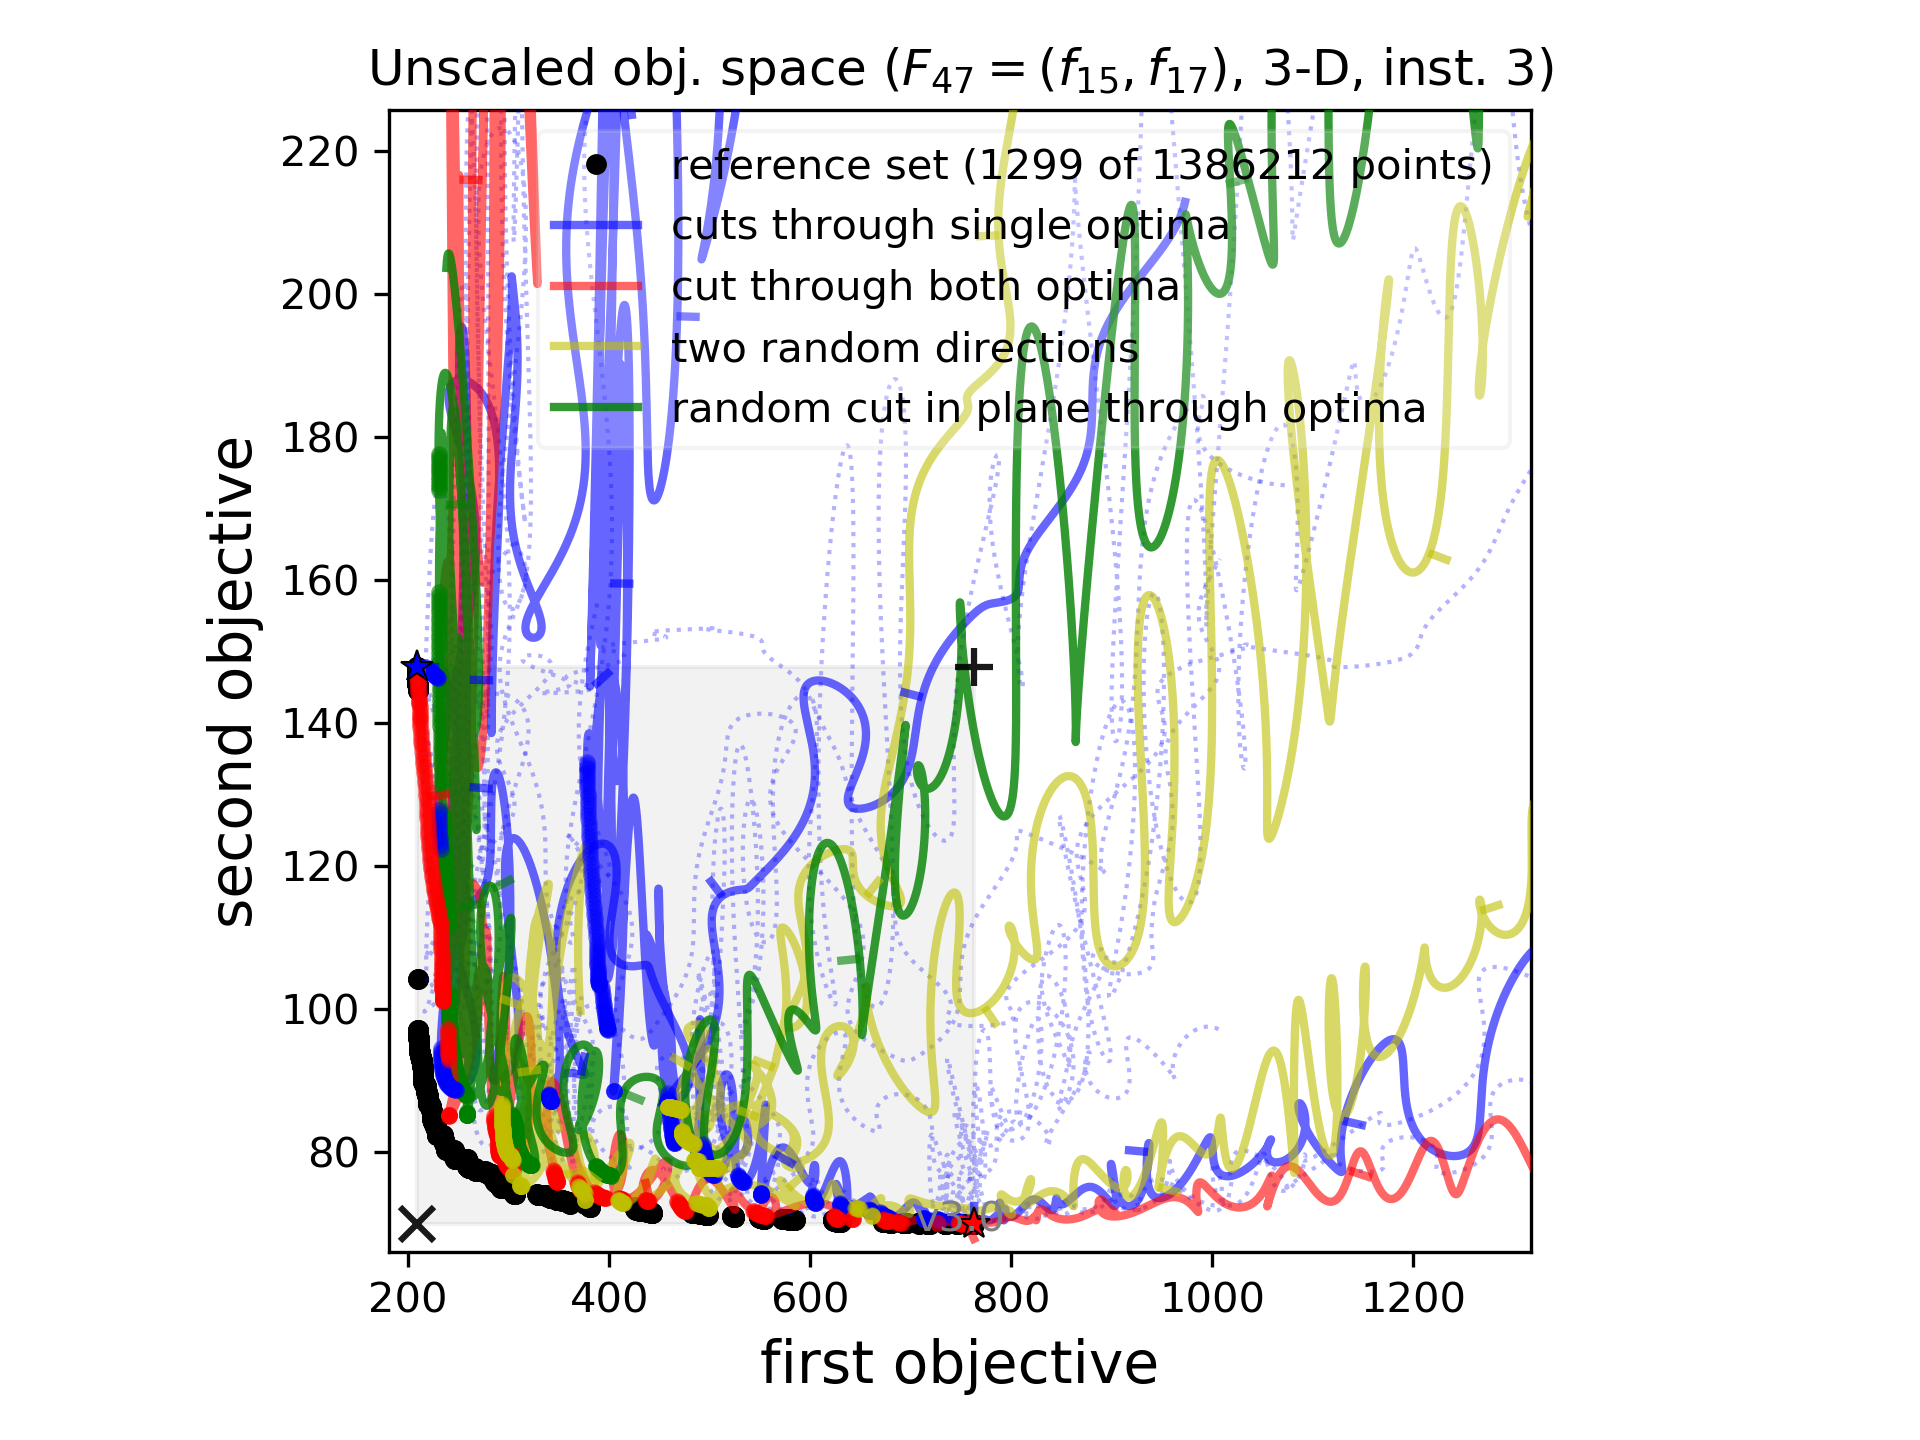 Unscaled obj. space (F₄₇ = (f₁₅, f₁₇), 3-D, inst. 3)
reference set (1299 of 1386212 points)
cuts through single optima
cut through both optima
two random directions
random cut in plane through optima
220
200
180
160
140
120
100
80
second objective
200
400
600
800
1000
1200
first objective